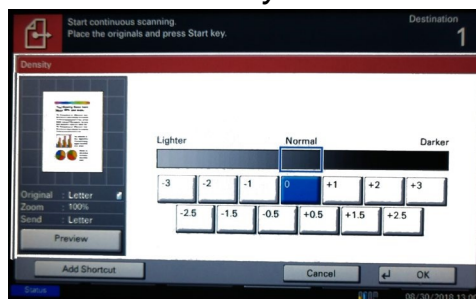 Start continuous scanning.
Place the originals and press Start key.
Destination
1
Density
Lighter
Normal
Darker
-3
-2
-1
0
+1
+2
+3
-2.5
-1.5
-0.5
+0.5
+1.5
+2.5
Original : Letter
Zoom : 100%
Send : Letter
Preview
Add Shortcut
Cancel
OK
Status
08/30/2018